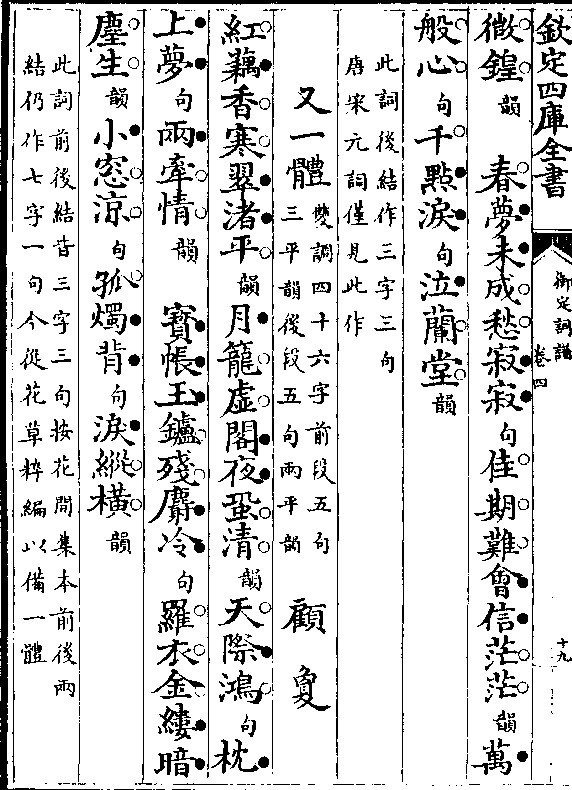 欽定四庫全書
御定詞譜
卷四
十九
微鍠韻　春夢未成愁寂寂句佳期難會信茫茫韻萬
般心句千點淚句泣蘭堂韻
此詞後結作三字三句
唐宋元詞僅見此作
又一體雙調四十六字前段五句
三平韻後段五句兩平韻　顧敻
紅藕香寒翠渚平韻月籠虛閣夜蛩清韻天際鴻句枕
上夢句兩牽情韻　寳帳玉鑪殘麝冷句羅衣金縷暗
塵生韻小窓涼句孤燭背句淚縱橫韻
此詞前後結皆三字三句按花間集本前後兩
結仍作七字一句今從花草粹編以備一體